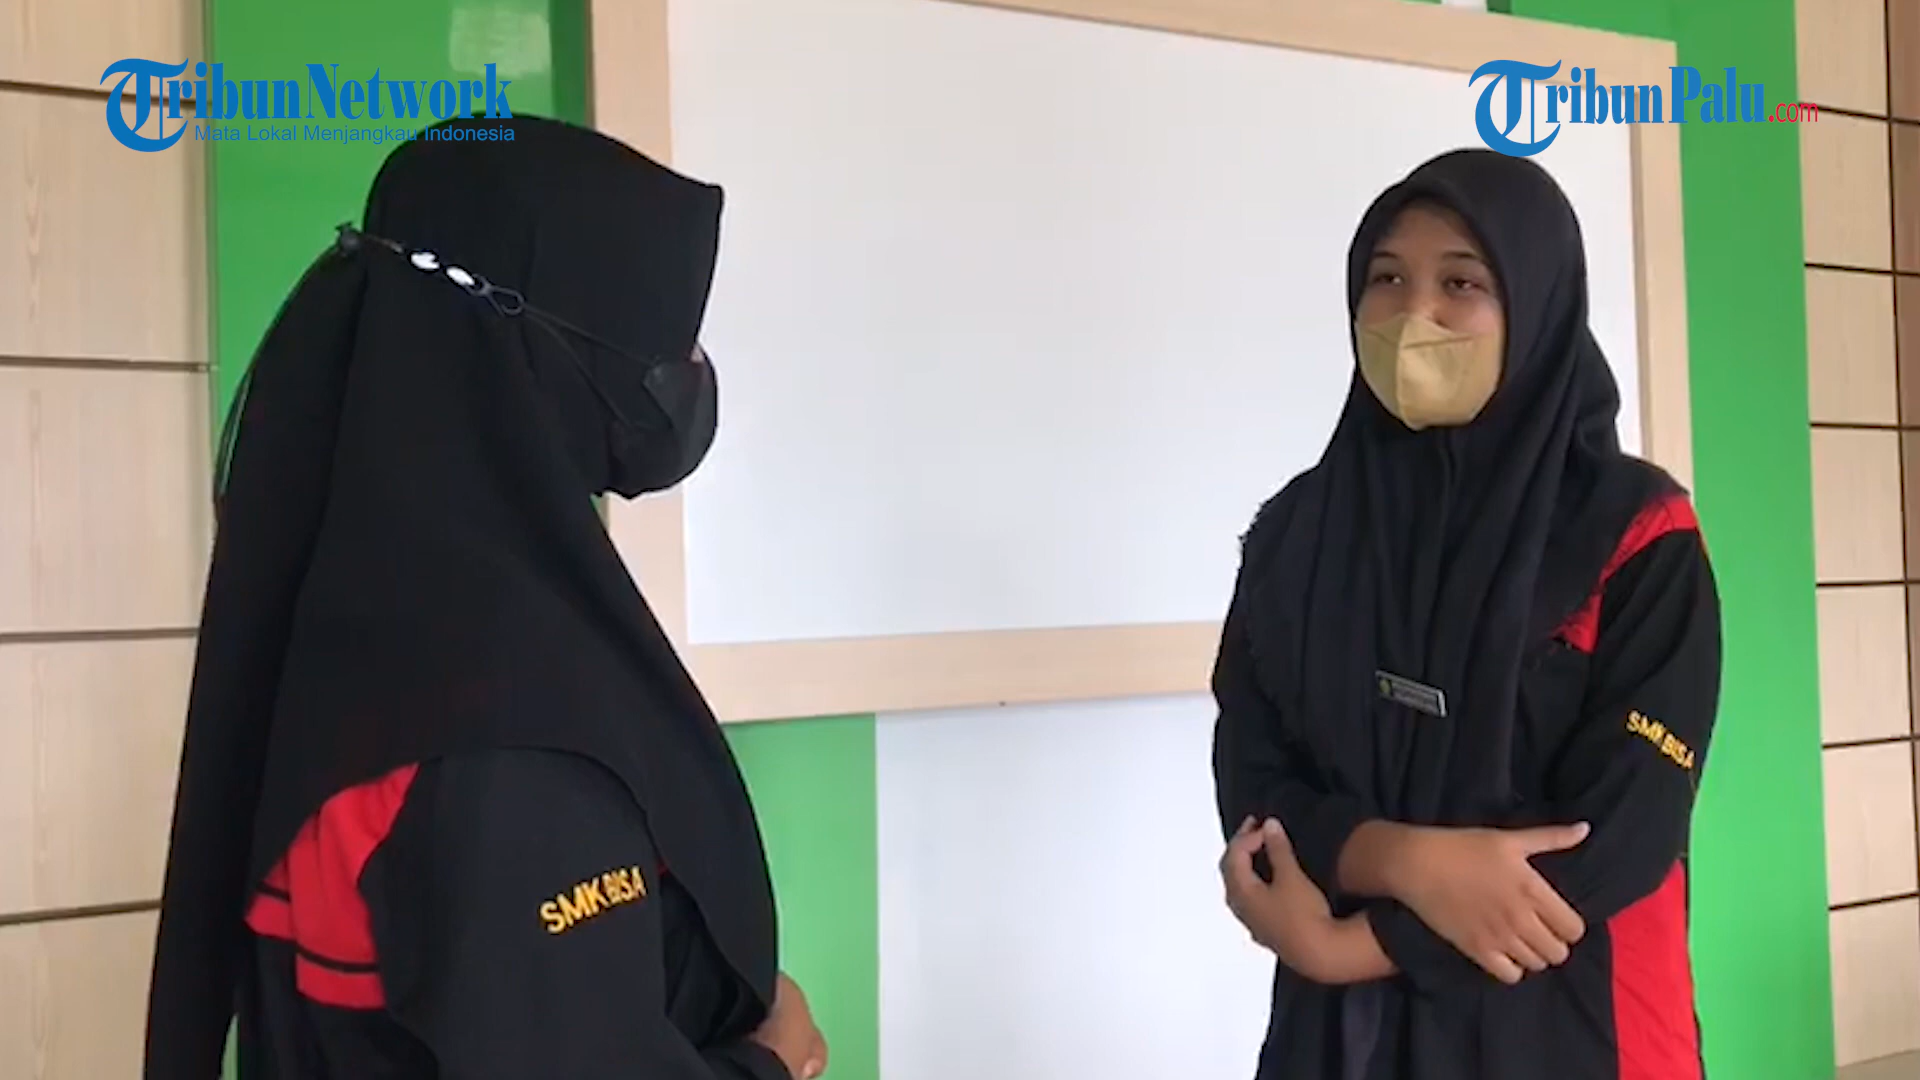 TribunNetwork
Mata Lokal Menjangkau Indonesia
TribunPalu.com
SMK BISA
SMK BISA